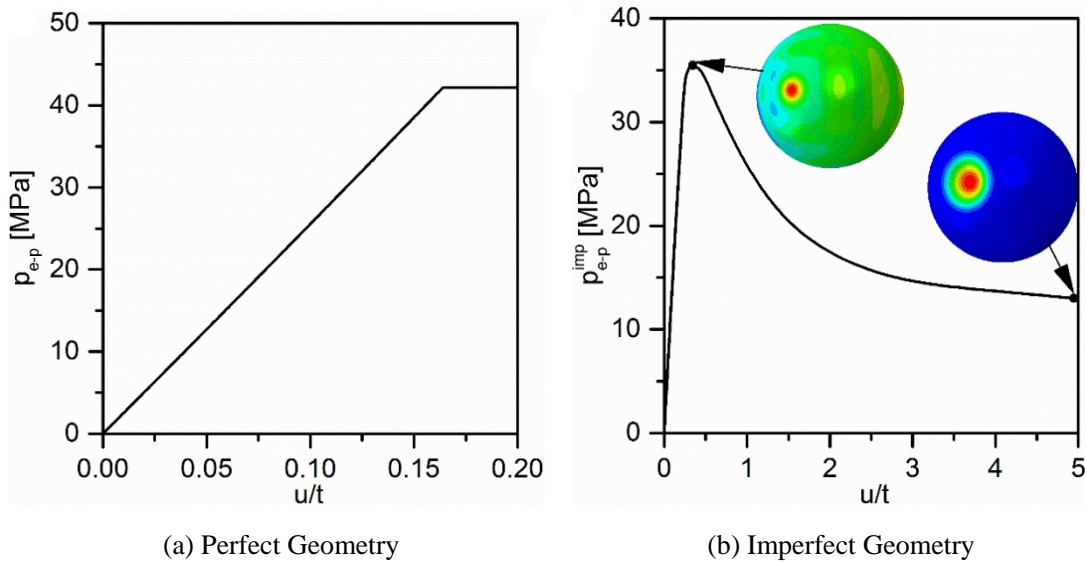 50
40
30
20
10
0
p_e-p [MPa]
0.00 0.05 0.10 0.15 0.20
u/t
(a) Perfect Geometry
40
30
20
10
0
p^imp_e-p [MPa]
0 1 2 3 4 5
u/t
(b) Imperfect Geometry